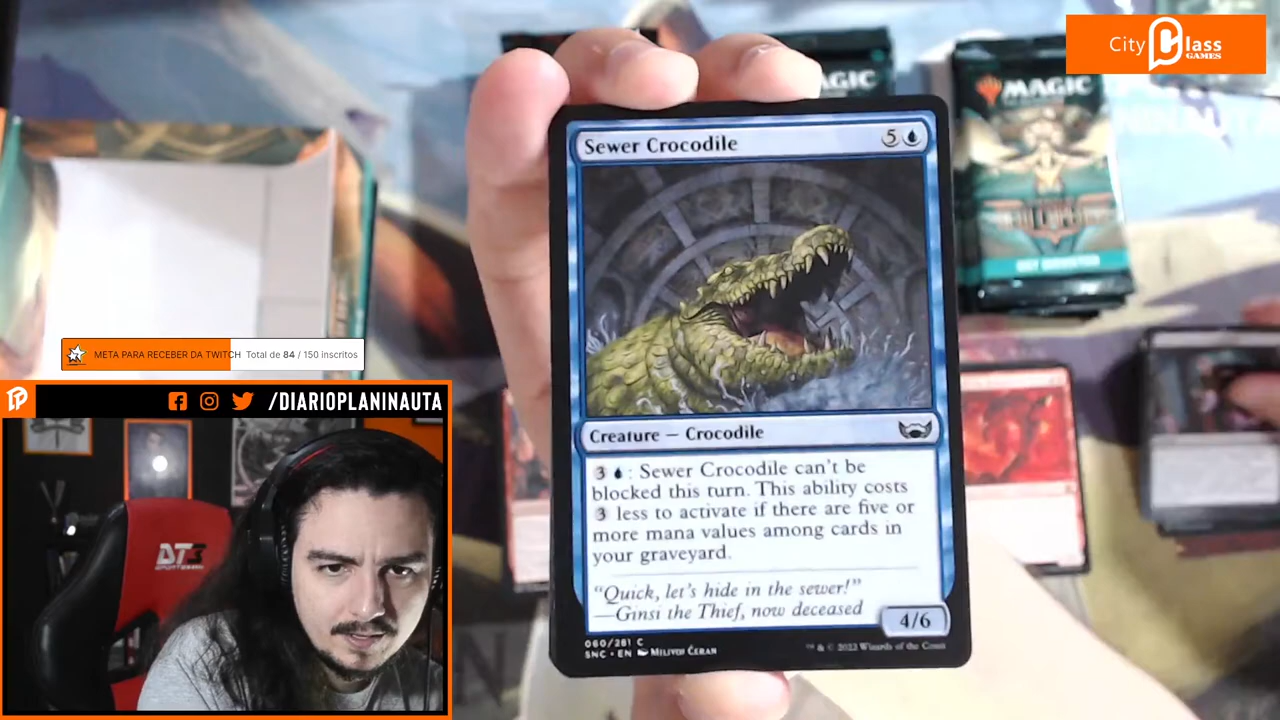 City Class
GAMES
MAGIC
MAGIC
SET BOOSTER
Sewer Crocodile 5
Creature — Crocodile
3 : Sewer Crocodile can't be
blocked this turn. This ability costs
3 less to activate if there are five or
more mana values among cards in
your graveyard.
"Quick, let's hide in the sewer!"
—Ginsi the Thief, now deceased
4/6
060/281 C
SNC • EN Milivoj Ćeran
™ & © 2022 Wizards of the Coast
META PARA RECEBER DA TWITCH Total de 84 / 150 inscritos
/DIARIOPLANINAUTA
DT3